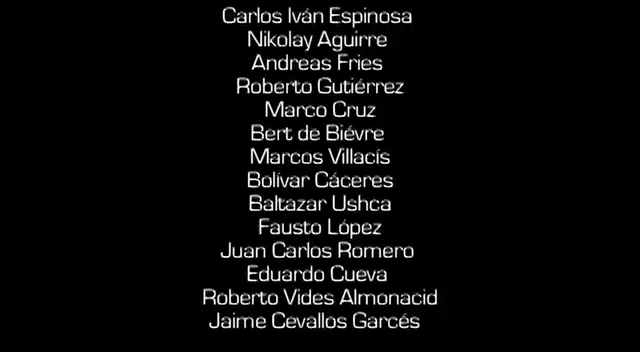 Carlos Iván Espinosa
Nikolay Aguirre
Andreas Fries
Roberto Gutiérrez
Marco Cruz
Bert de Biévre
Marcos Villacís
Bolívar Cáceres
Baltazar Ushca
Fausto López
Juan Carlos Romero
Eduardo Cueva
Roberto Vides Almonacid
Jaime Cevallos Garcés